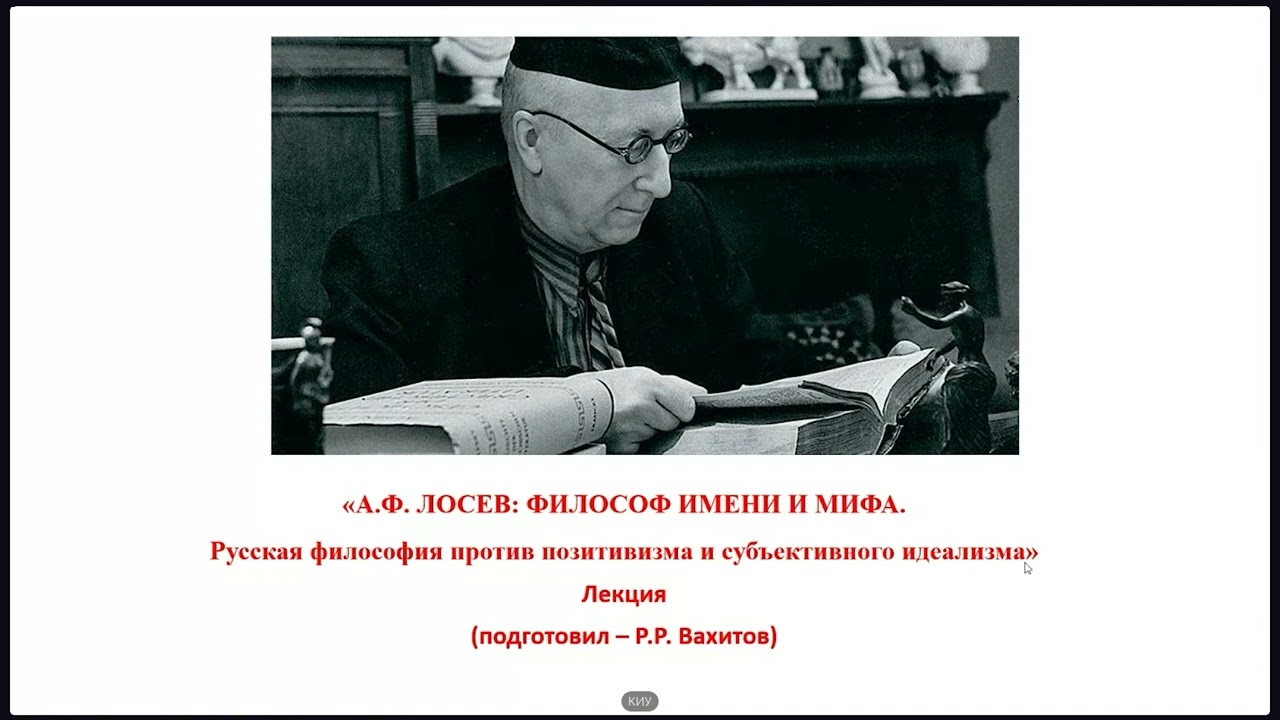 «А.Ф. ЛОСЕВ: ФИЛОСОФ ИМЕНИ И МИФА.
Русская философия против позитивизма и субъективного идеализма»
Лекция
(подготовил – Р.Р. Вахитов)
КИУ